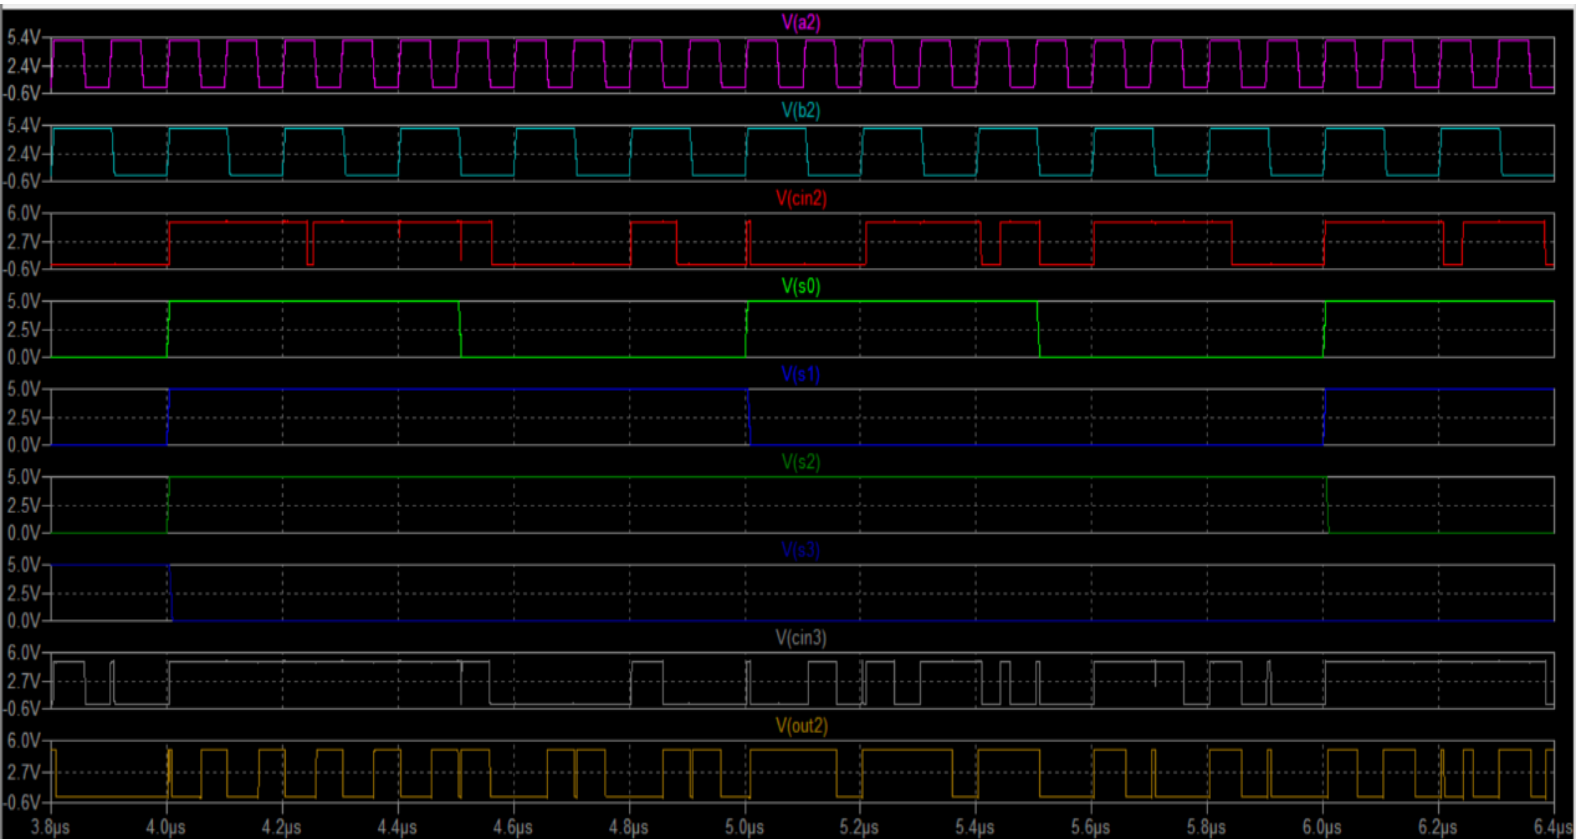 V(a2)
5.4V
2.4V
-0.6V
V(b2)
5.4V
2.4V
-0.6V
V(cin2)
6.0V
2.7V
-0.6V
V(s0)
5.0V
2.5V
0.0V
V(s1)
5.0V
2.5V
0.0V
V(s2)
5.0V
2.5V
0.0V
V(s3)
5.0V
2.5V
0.0V
V(cin3)
6.0V
2.7V
-0.6V
V(out2)
6.0V
2.7V
-0.6V
3.8µs 4.0µs 4.2µs 4.4µs 4.6µs 4.8µs 5.0µs 5.2µs 5.4µs 5.6µs 5.8µs 6.0µs 6.2µs 6.4µs